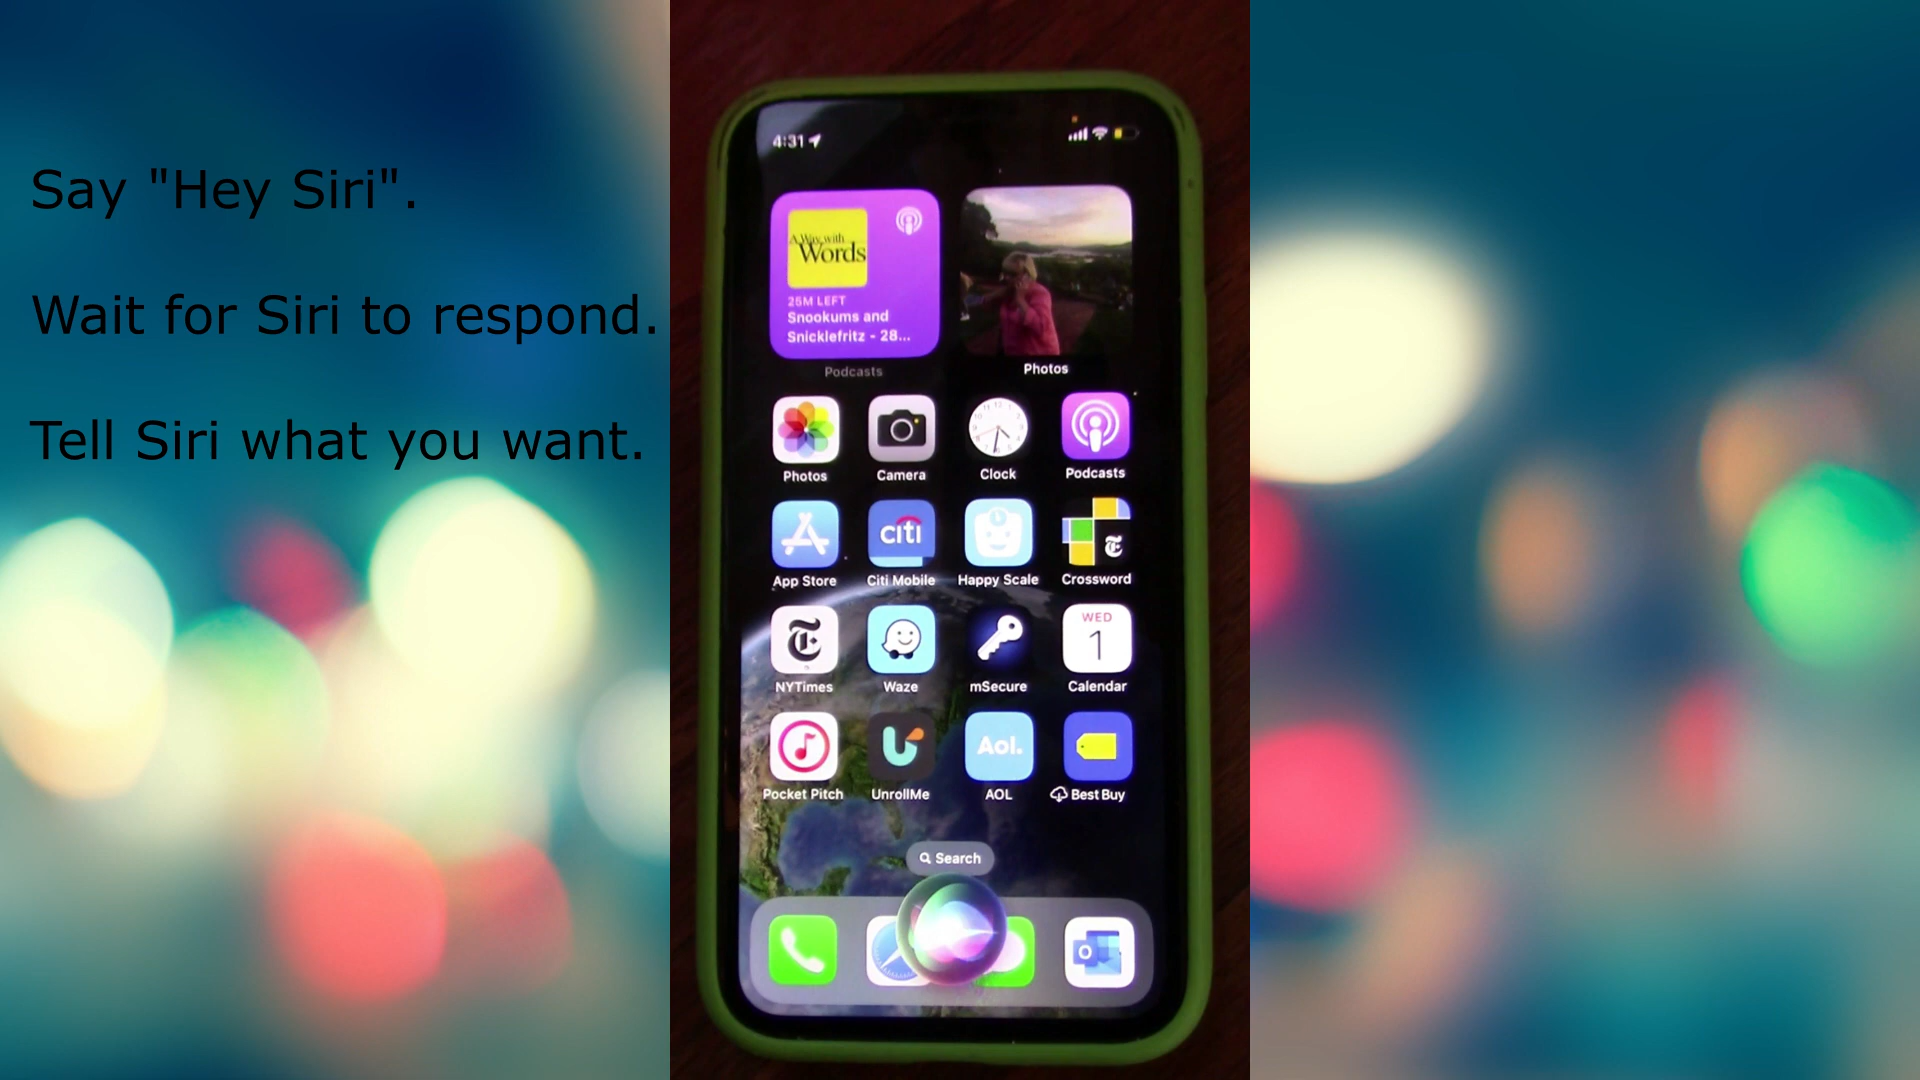 Say "Hey Siri".
Wait for Siri to respond.
Tell Siri what you want.
4:31
A Way with
Words
25M LEFT
Snookums and
Snicklefritz - 28...
Podcasts
Photos
Photos
Camera
Clock
Podcasts
citi
App Store
Citi Mobile
Happy Scale
Crossword
WED
1
NYTimes
Waze
mSecure
Calendar
Aol.
Pocket Pitch
UnrollMe
AOL
Best Buy
Search